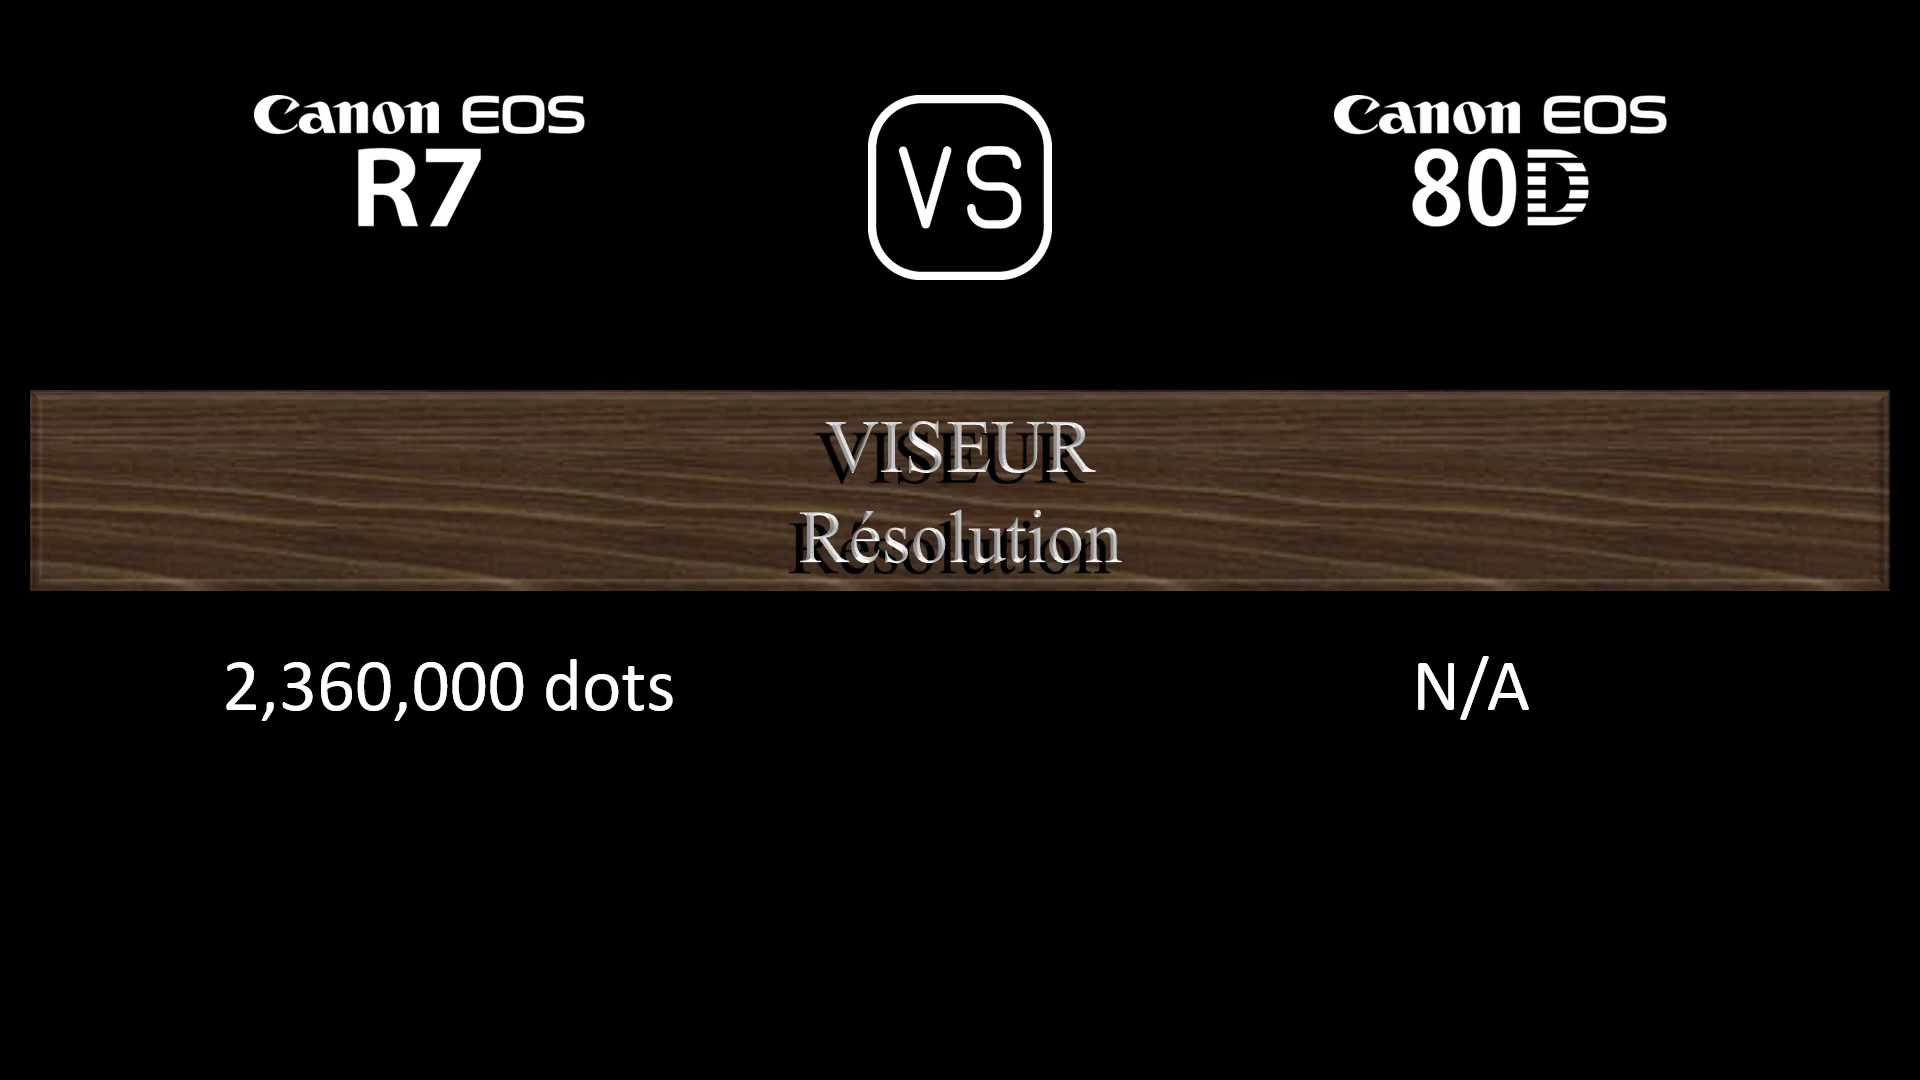 Canon EOS
R7
VS
Canon EOS
80D
VISEUR
Résolution
2,360,000 dots
N/A